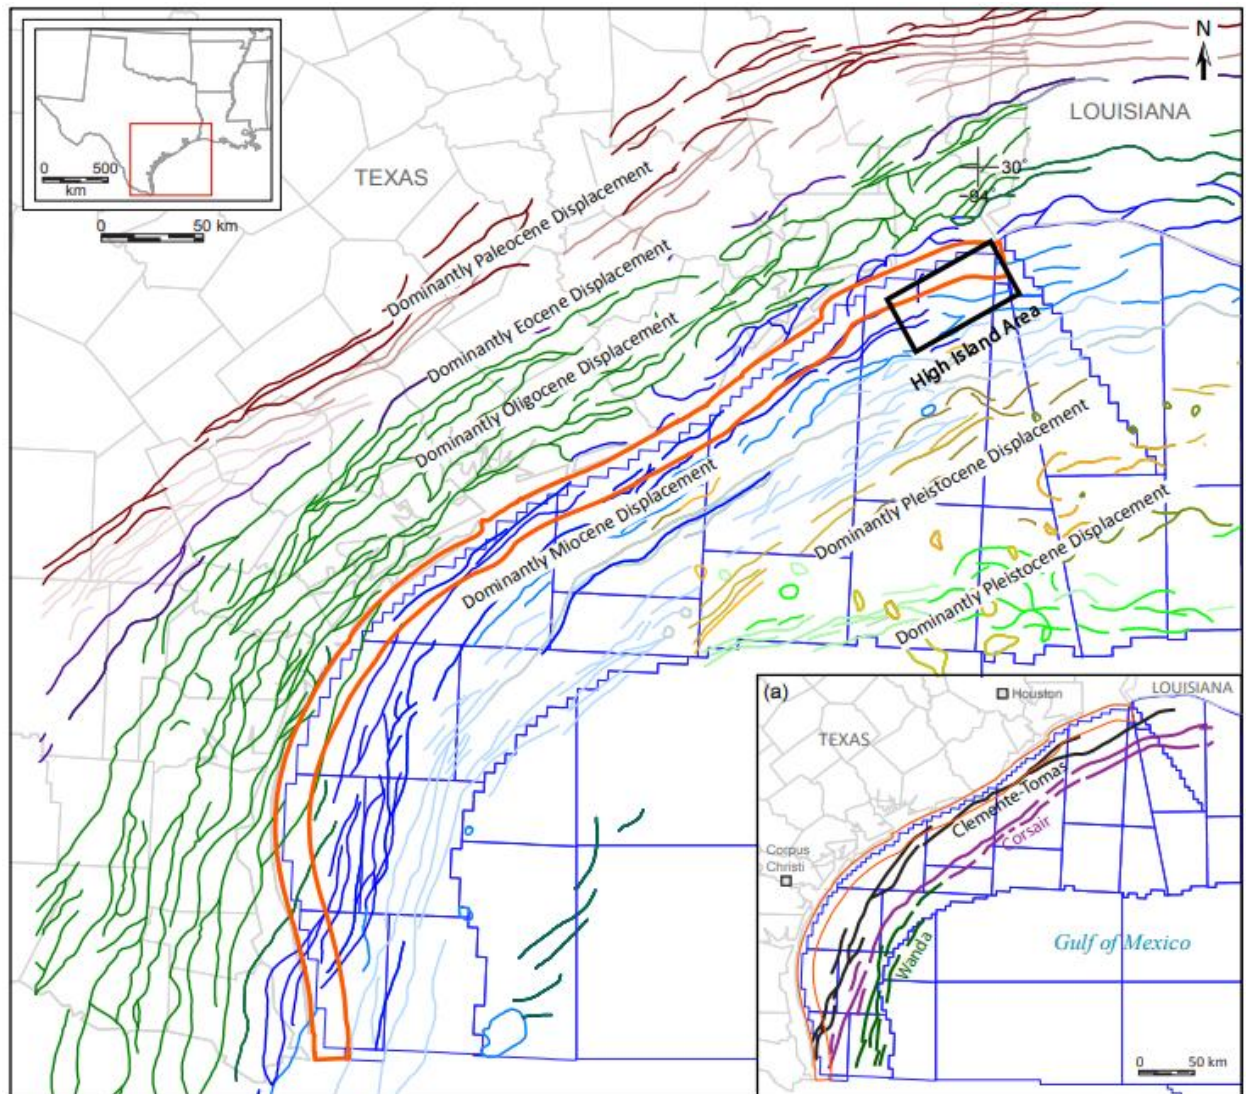 N
LOUISIANA
0 500
km
TEXAS
30°
-94°
0 50 km
Dominantly Paleocene Displacement
Dominantly Eocene Displacement
Dominantly Oligocene Displacement
High Island Area
Dominantly Miocene Displacement
Dominantly Pleistocene Displacement
Dominantly Pleistocene Displacement
(a)
Houston
LOUISIANA
TEXAS
Clemente-Tomas
Corsair
Corpus
Christi
Wanda
Gulf of Mexico
0 50 km